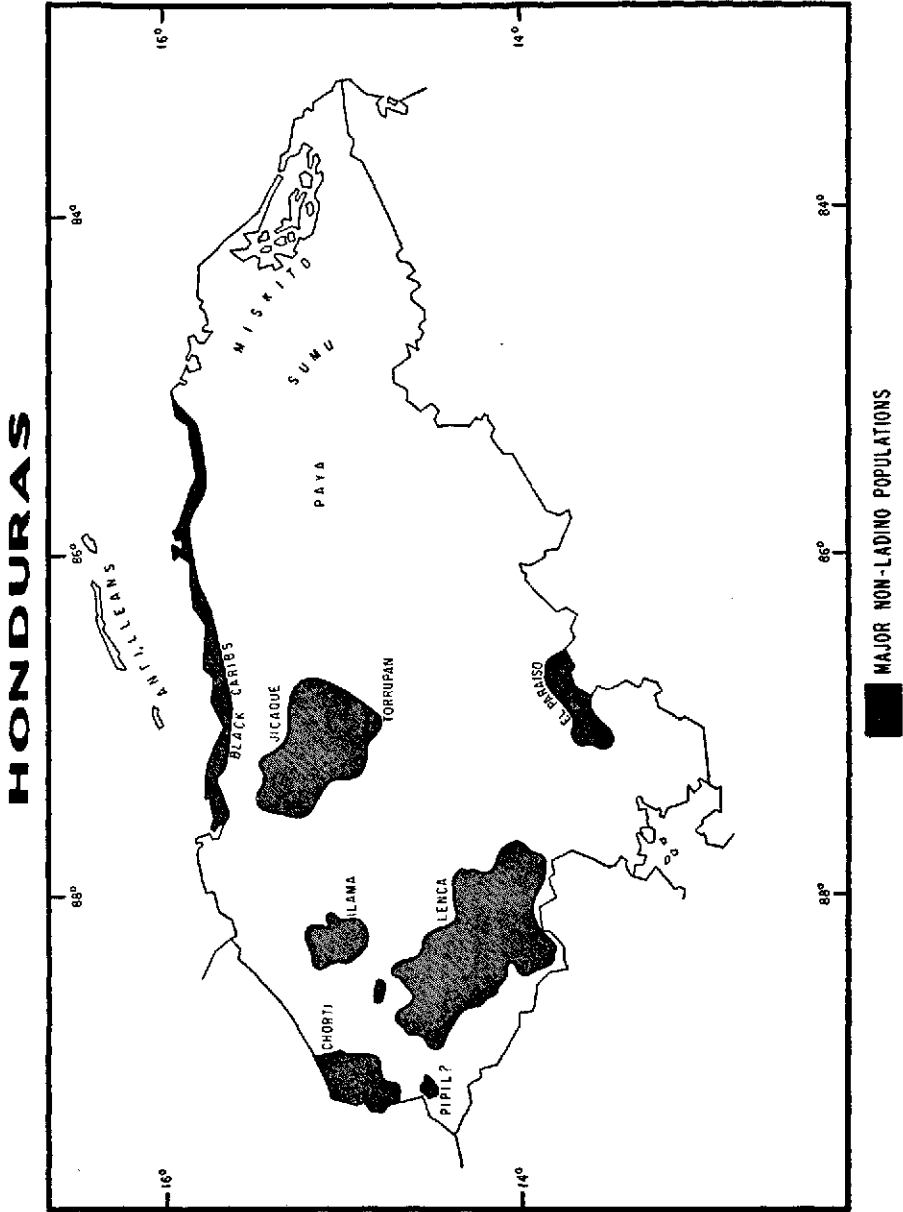 HONDURAS
88°
86°
84°
16°
16°
14°
14°
88°
86°
84°
ANTILLEANS
BLACK CARIBS
MISKITO
SUMU
PAYA
JICAQUE
TORRUPAN
CHORTI
ILAMA
LENCA
PIPIL?
EL PARAISO
MAJOR NON-LADINO POPULATIONS